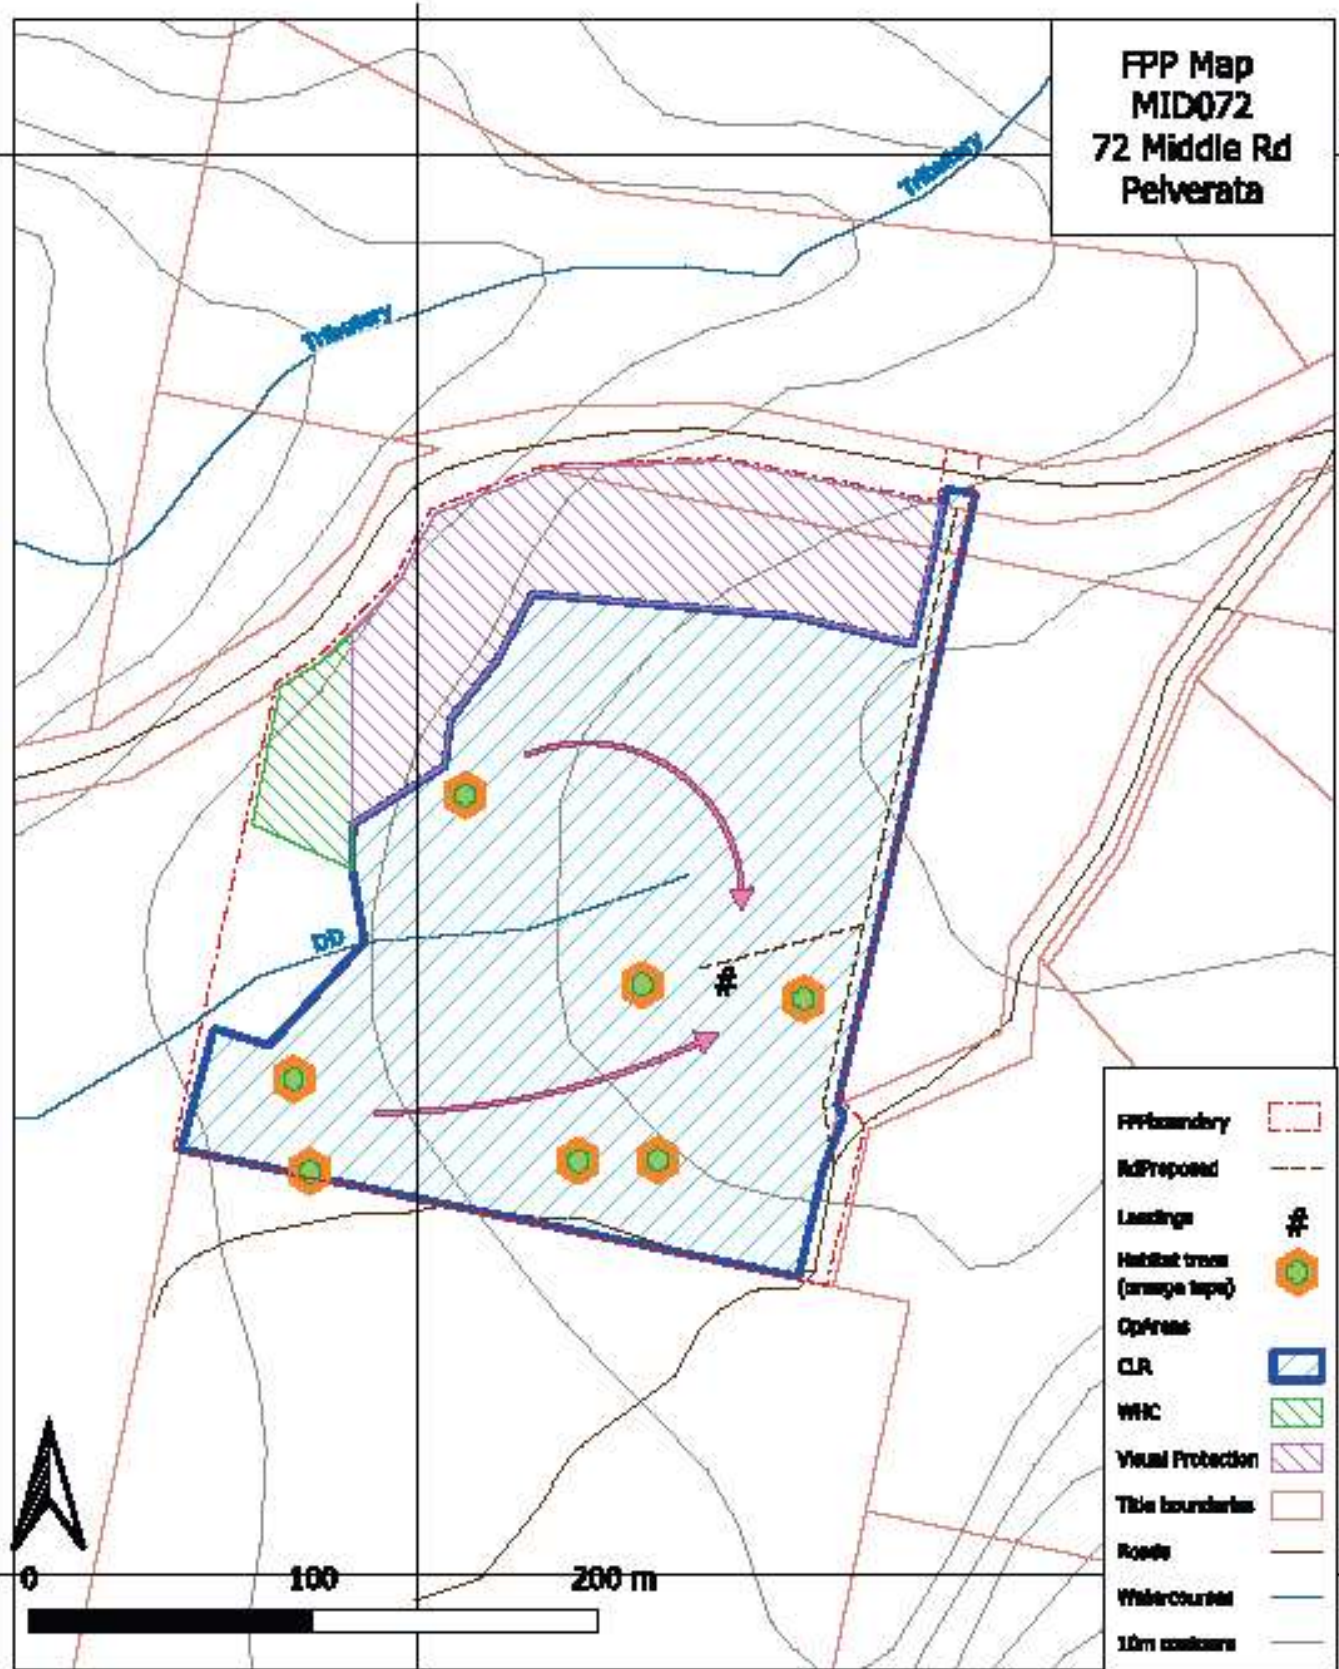 FPP Map
MID072
72 Middle Rd
Pelverata
Tributary
Tributary
DD
#
FPPboundary
RdProposed
Landings #
Habitat trees
(orange tape)
OpAreas
CLR
WHC
Visual Protection
Title boundaries
Roads
Watercourses
10m contours
0 100 200 m